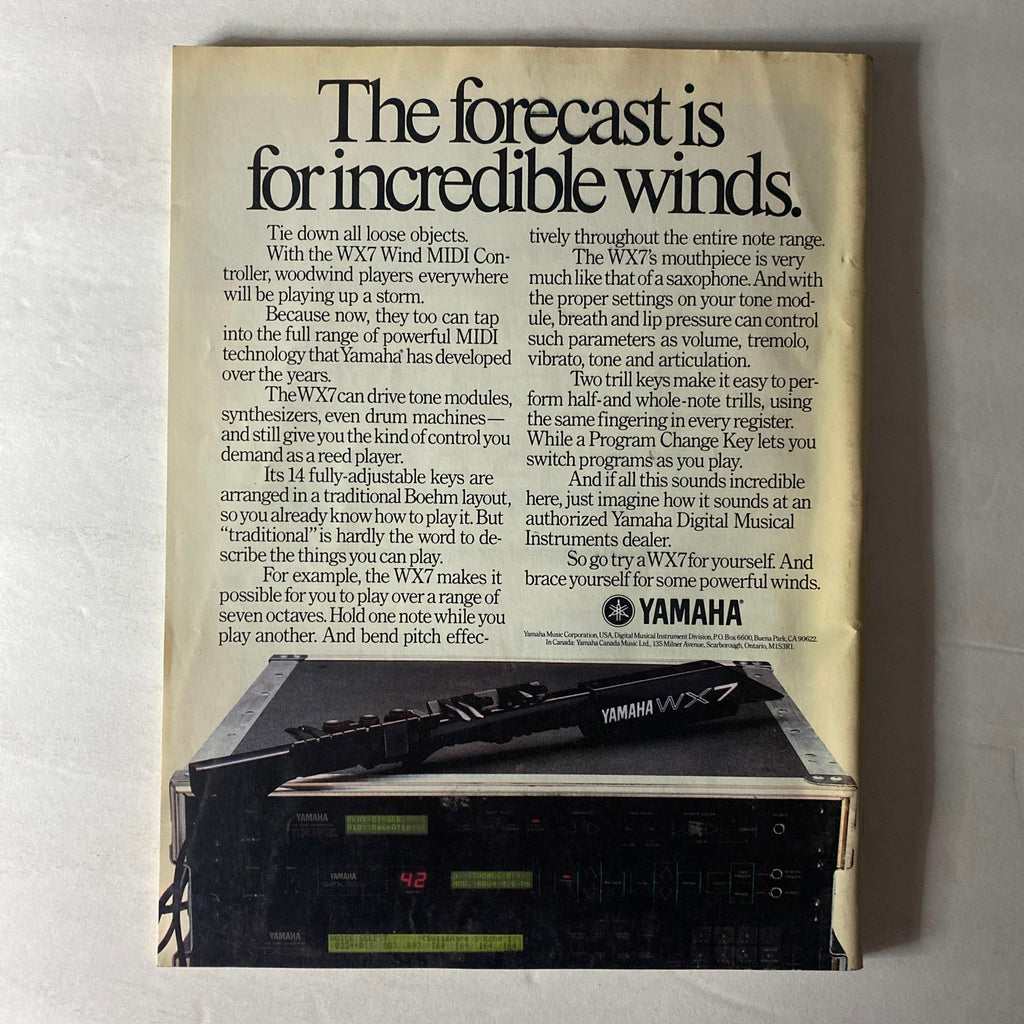 The forecast is
for incredible winds.
Tie down all loose objects.
With the WX7 Wind MIDI Con-
troller, woodwind players everywhere
will be playing up a storm.
Because now, they too can tap
into the full range of powerful MIDI
technology that Yamaha® has developed
over the years.
The WX7 can drive tone modules,
synthesizers, even drum machines—
and still give you the kind of control you
demand as a reed player.
Its 14 fully-adjustable keys are
arranged in a traditional Boehm layout,
so you already know how to play it. But
“traditional” is hardly the word to de-
scribe the things you can play.
For example, the WX7 makes it
possible for you to play over a range of
seven octaves. Hold one note while you
play another. And bend pitch effec-
tively throughout the entire note range.
The WX7's mouthpiece is very
much like that of a saxophone. And with
the proper settings on your tone mod-
ule, breath and lip pressure can control
such parameters as volume, tremolo,
vibrato, tone and articulation.
Two trill keys make it easy to per-
form half- and whole-note trills, using
the same fingering in every register.
While a Program Change Key lets you
switch programs as you play.
And if all this sounds incredible
here, just imagine how it sounds at an
authorized Yamaha Digital Musical
Instruments dealer.
So go try a WX7 for yourself. And
brace yourself for some powerful winds.
YAMAHA®
Yamaha Music Corporation, USA, Digital Musical Instrument Division, P.O. Box 6600, Buena Park, CA 90622.
In Canada: Yamaha Canada Music Ltd., 135 Milner Avenue, Scarborough, Ontario, M1S3R1.
YAMAHA WX7
YAMAHA
PLAY SINGLE
YAMAHA
42
YAMAHA
VOICE SELECT